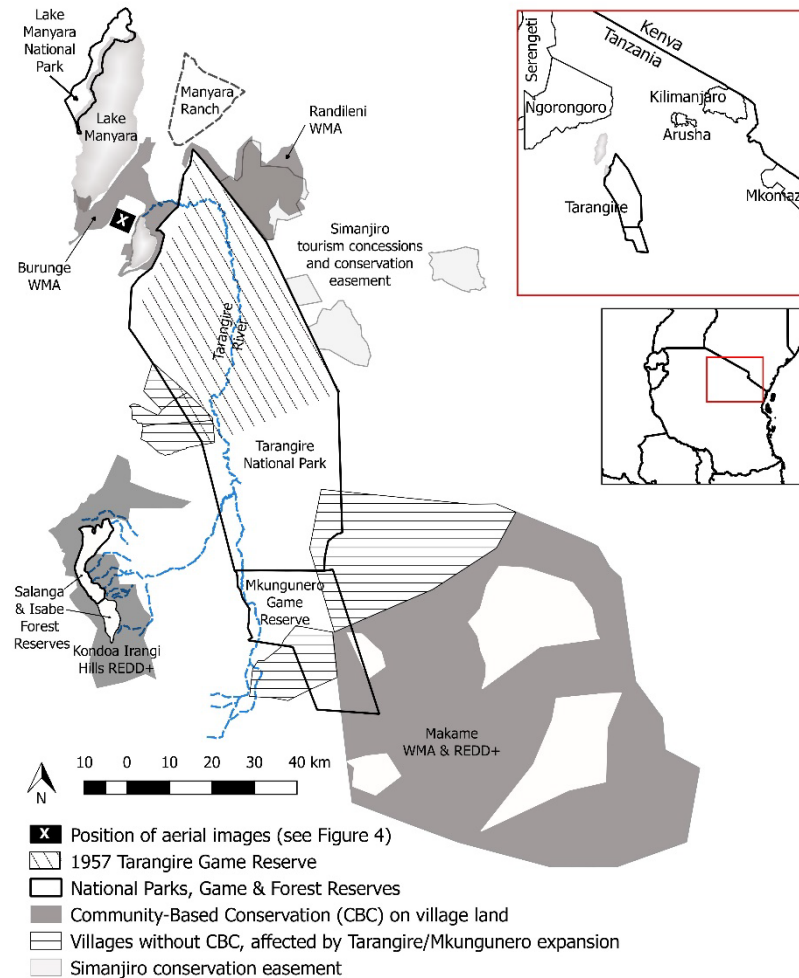 Lake
Manyara
National
Park
Manyara
Ranch
Randileni
WMA
Lake
Manyara
X
Burunge
WMA
Simanjiro
tourism concessions
and conservation
easement
Tarangire
River
Tarangire
National Park
Mkungunero
Game
Reserve
Salanga
& Isabe
Forest
Reserves
Kondoa Irangi
Hills REDD+
Makame
WMA & REDD+
Serengeti
Kenya
Tanzania
Ngorongoro
Kilimanjaro
Arusha
Mkomaz
Tarangire
10 0 10 20 30 40 km
N
X Position of aerial images (see Figure 4)
1957 Tarangire Game Reserve
National Parks, Game & Forest Reserves
Community-Based Conservation (CBC) on village land
Villages without CBC, affected by Tarangire/Mkungunero expansion
Simanjiro conservation easement